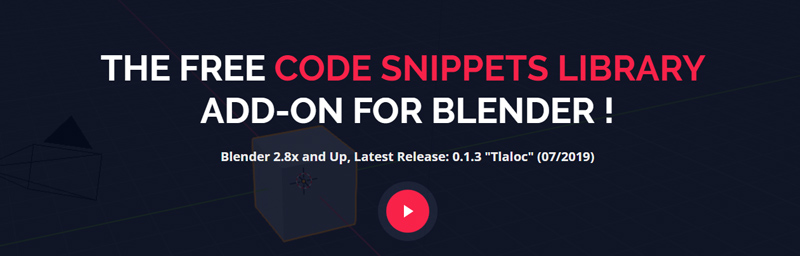 THE FREE CODE SNIPPETS LIBRARY
ADD-ON FOR BLENDER !
Blender 2.8x and Up, Latest Release: 0.1.3 "Tlaloc" (07/2019)